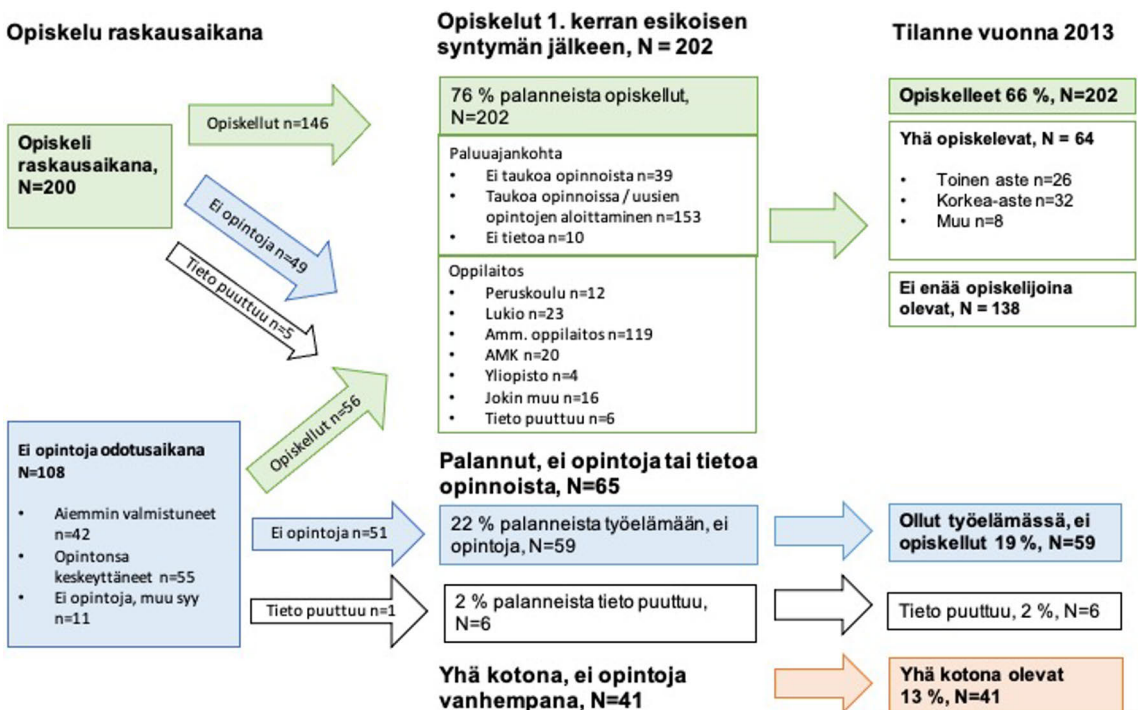 Opiskelu raskausaikana
Opiskeli
raskausaikana,
N=200
Opiskellut n=146
Ei opintoja n=49
Tieto puuttuu n=5
Ei opintoja odotusaikana
N=108
• Aiemmin valmistuneet
n=42
• Opintonsa
keskeyttäneet n=55
• Ei opintoja, muu syy
n=11
Opiskellut n=56
Ei opintoja n=51
Tieto puuttuu n=1
Opiskelut 1. kerran esikoisen
syntymän jälkeen, N = 202
76 % palanneista opiskellut,
N=202
Paluuajankohta
• Ei taukoa opinnoista n=39
• Taukoa opinnoissa / uusien
opintojen aloittaminen n=153
• Ei tietoa n=10
Oppilaitos
• Peruskoulu n=12
• Lukio n=23
• Amm. oppilaitos n=119
• AMK n=20
• Yliopisto n=4
• Jokin muu n=16
• Tieto puuttuu n=6
Palannut, ei opintoja tai tietoa
opinnoista, N=65
22 % palanneista työelämään, ei
opintoja, N=59
2 % palanneista tieto puuttuu,
N=6
Yhä kotona, ei opintoja
vanhempana, N=41
Tilanne vuonna 2013
Opiskelleet 66 %, N=202
Yhä opiskelevat, N = 64
• Toinen aste n=26
• Korkea-aste n=32
• Muu n=8
Ei enää opiskelijoina
olevat, N = 138
Ollut työelämässä, ei
opiskellut 19 %, N=59
Tieto puuttuu, 2 %, N=6
Yhä kotona olevat
13 %, N=41